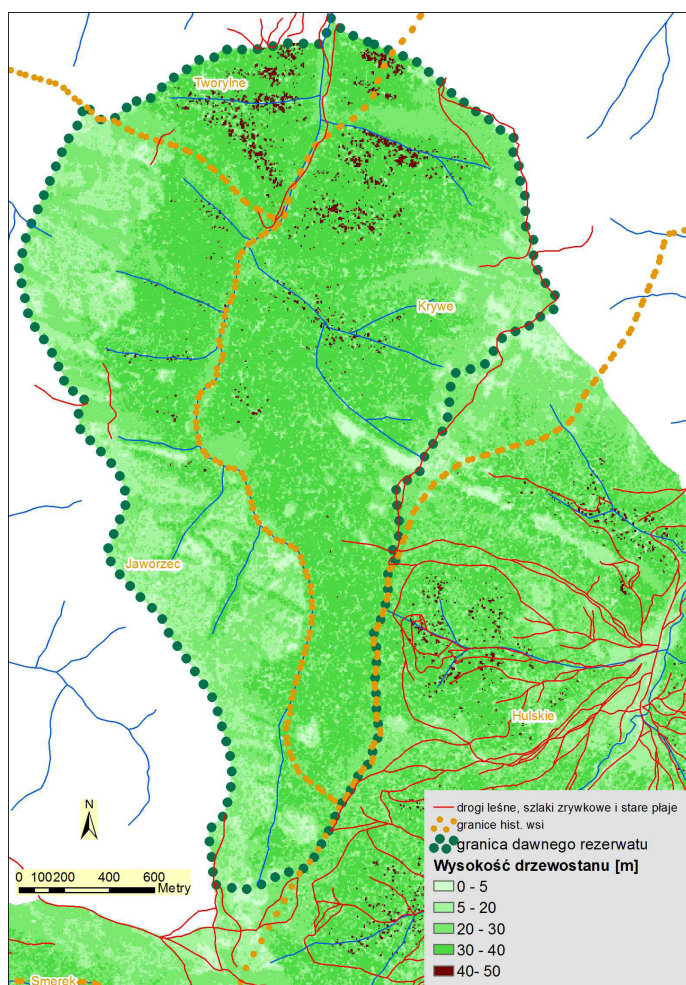 Tworylne
Krywe
Jaworzec
Hulskie
N
0 100200 400 600
Metry
Smerek
drogi leśne, szlaki zrywkowe i stare płaje
granice hist. wsi
granica dawnego rezerwatu
Wysokość drzewostanu [m]
0 - 5
5 - 20
20 - 30
30 - 40
40- 50